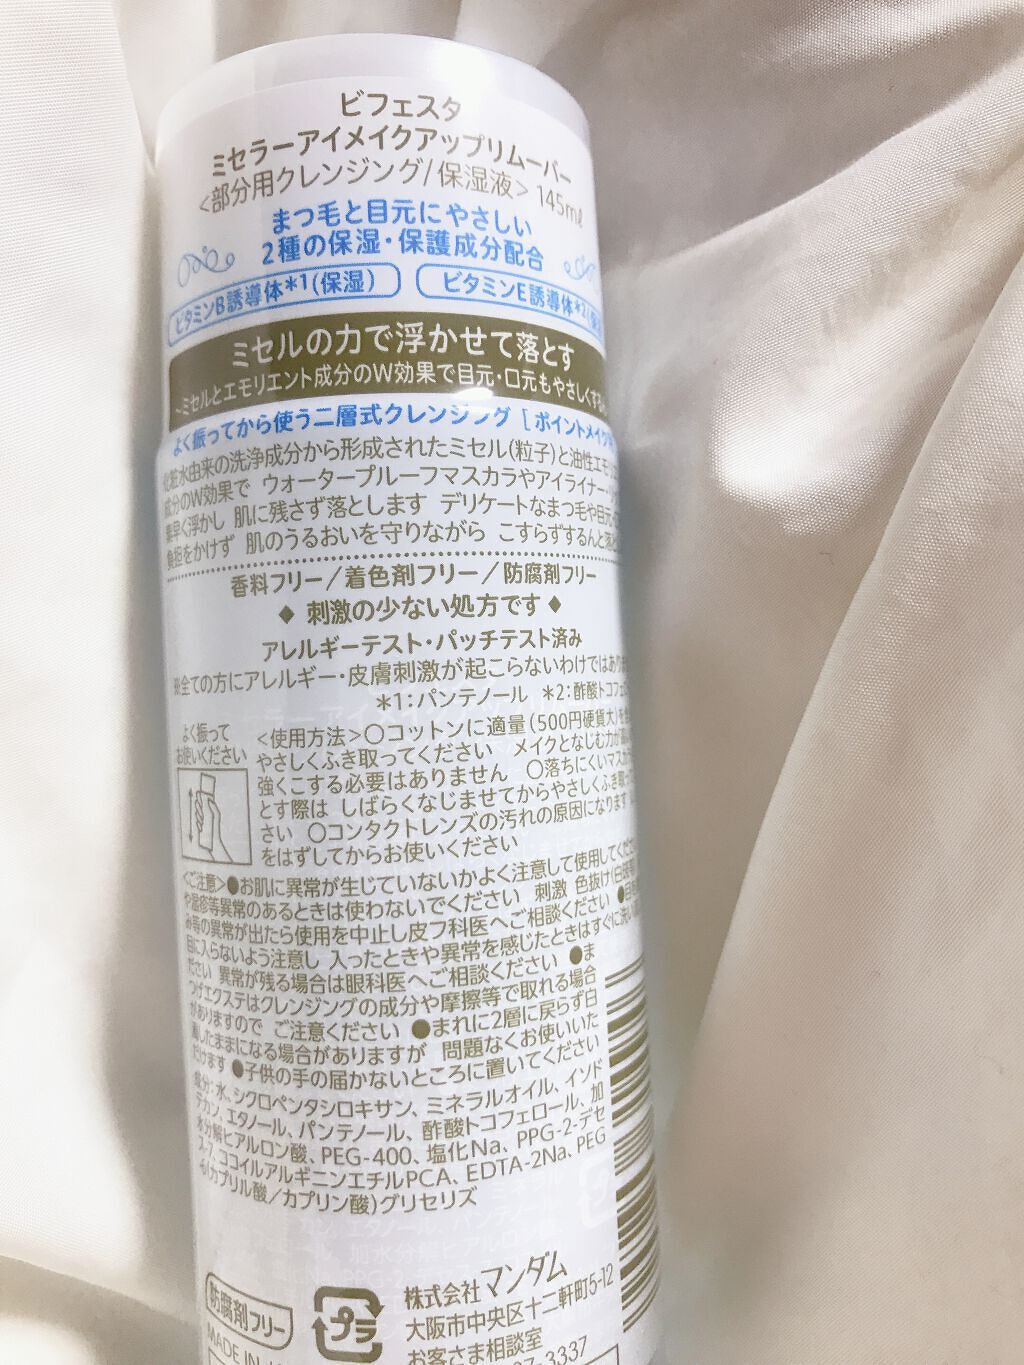 ビフェスタ
ミセラーアイメイクアップリムーバー
<部分用クレンジング/保湿液> 145mℓ
まつ毛と目元にやさしい
2種の保湿・保護成分配合
ビタミンB誘導体*1(保湿)
ビタミンE誘導体*2
ミセルの力で浮かせて落とす
~ミセルとエモリエント成分のW効果で目元・口元もやさしくする
よく振ってから使う二層式クレンジング [ポイントメイク
化粧水由来の洗浄成分から形成されたミセル(粒子)と油性エモリ
成分のW効果で ウォータープルーフマスカラやアイライナー・
素早く浮かし 肌に残さず落とします デリケートなまつ毛や目元・
負担をかけず 肌のうるおいを守りながら こすらずするんと
香料フリー/着色剤フリー/防腐剤フリー
◆ 刺激の少ない処方です ◆
アレルギーテスト・パッチテスト済み
※全ての方にアレルギー・皮膚刺激が起こらないわけでは
*1:パンテノール *2:酢酸トコフェ
よく振って
お使いください
<使用方法>○コットンに適量(500円硬貨大)を
やさしくふき取ってください メイクとなじむ力が
強くこする必要はありません ○落ちにくいマスカ
とす際は しばらくなじませてからやさしくふき取
さい ○コンタクトレンズの汚れの原因になります
をはずしてからお使いください
<ご注意>●お肌に異常が生じていないかよく注意して使用してくだ
や湿疹等異常のあるときは使わないでください 刺激 色抜け(白斑等)
み等の異常が出たら使用を中止し皮フ科医へご相談ください ●
目に入らないよう注意し 入ったときや異常を感じたときはすぐに洗い
ださい 異常が残る場合は眼科医へご相談ください ●ま
つげエクステはクレンジングの成分や摩擦等で取れる場合
がありますので ご注意ください ●まれに2層に戻らず白
濁したままになる場合がありますが 問題なくお使いいた
だけます ●子供の手の届かないところに置いてください
成分:水、シクロペンタシロキサン、ミネラルオイル、イソド
デカン、エタノール、パンテノール、酢酸トコフェロール、加
水分解ヒアルロン酸、PEG-400、塩化Na、PPG-2-デセ
ス-7、ココイルアルギニンエチルPCA、EDTA-2Na、PEG
-6(カプリル酸/カプリン酸)グリセリズ
防腐剤フリー
プラ
株式会社マンダム
大阪市中央区十二軒町5-12
お客さま相談室
MADE IN
-3337